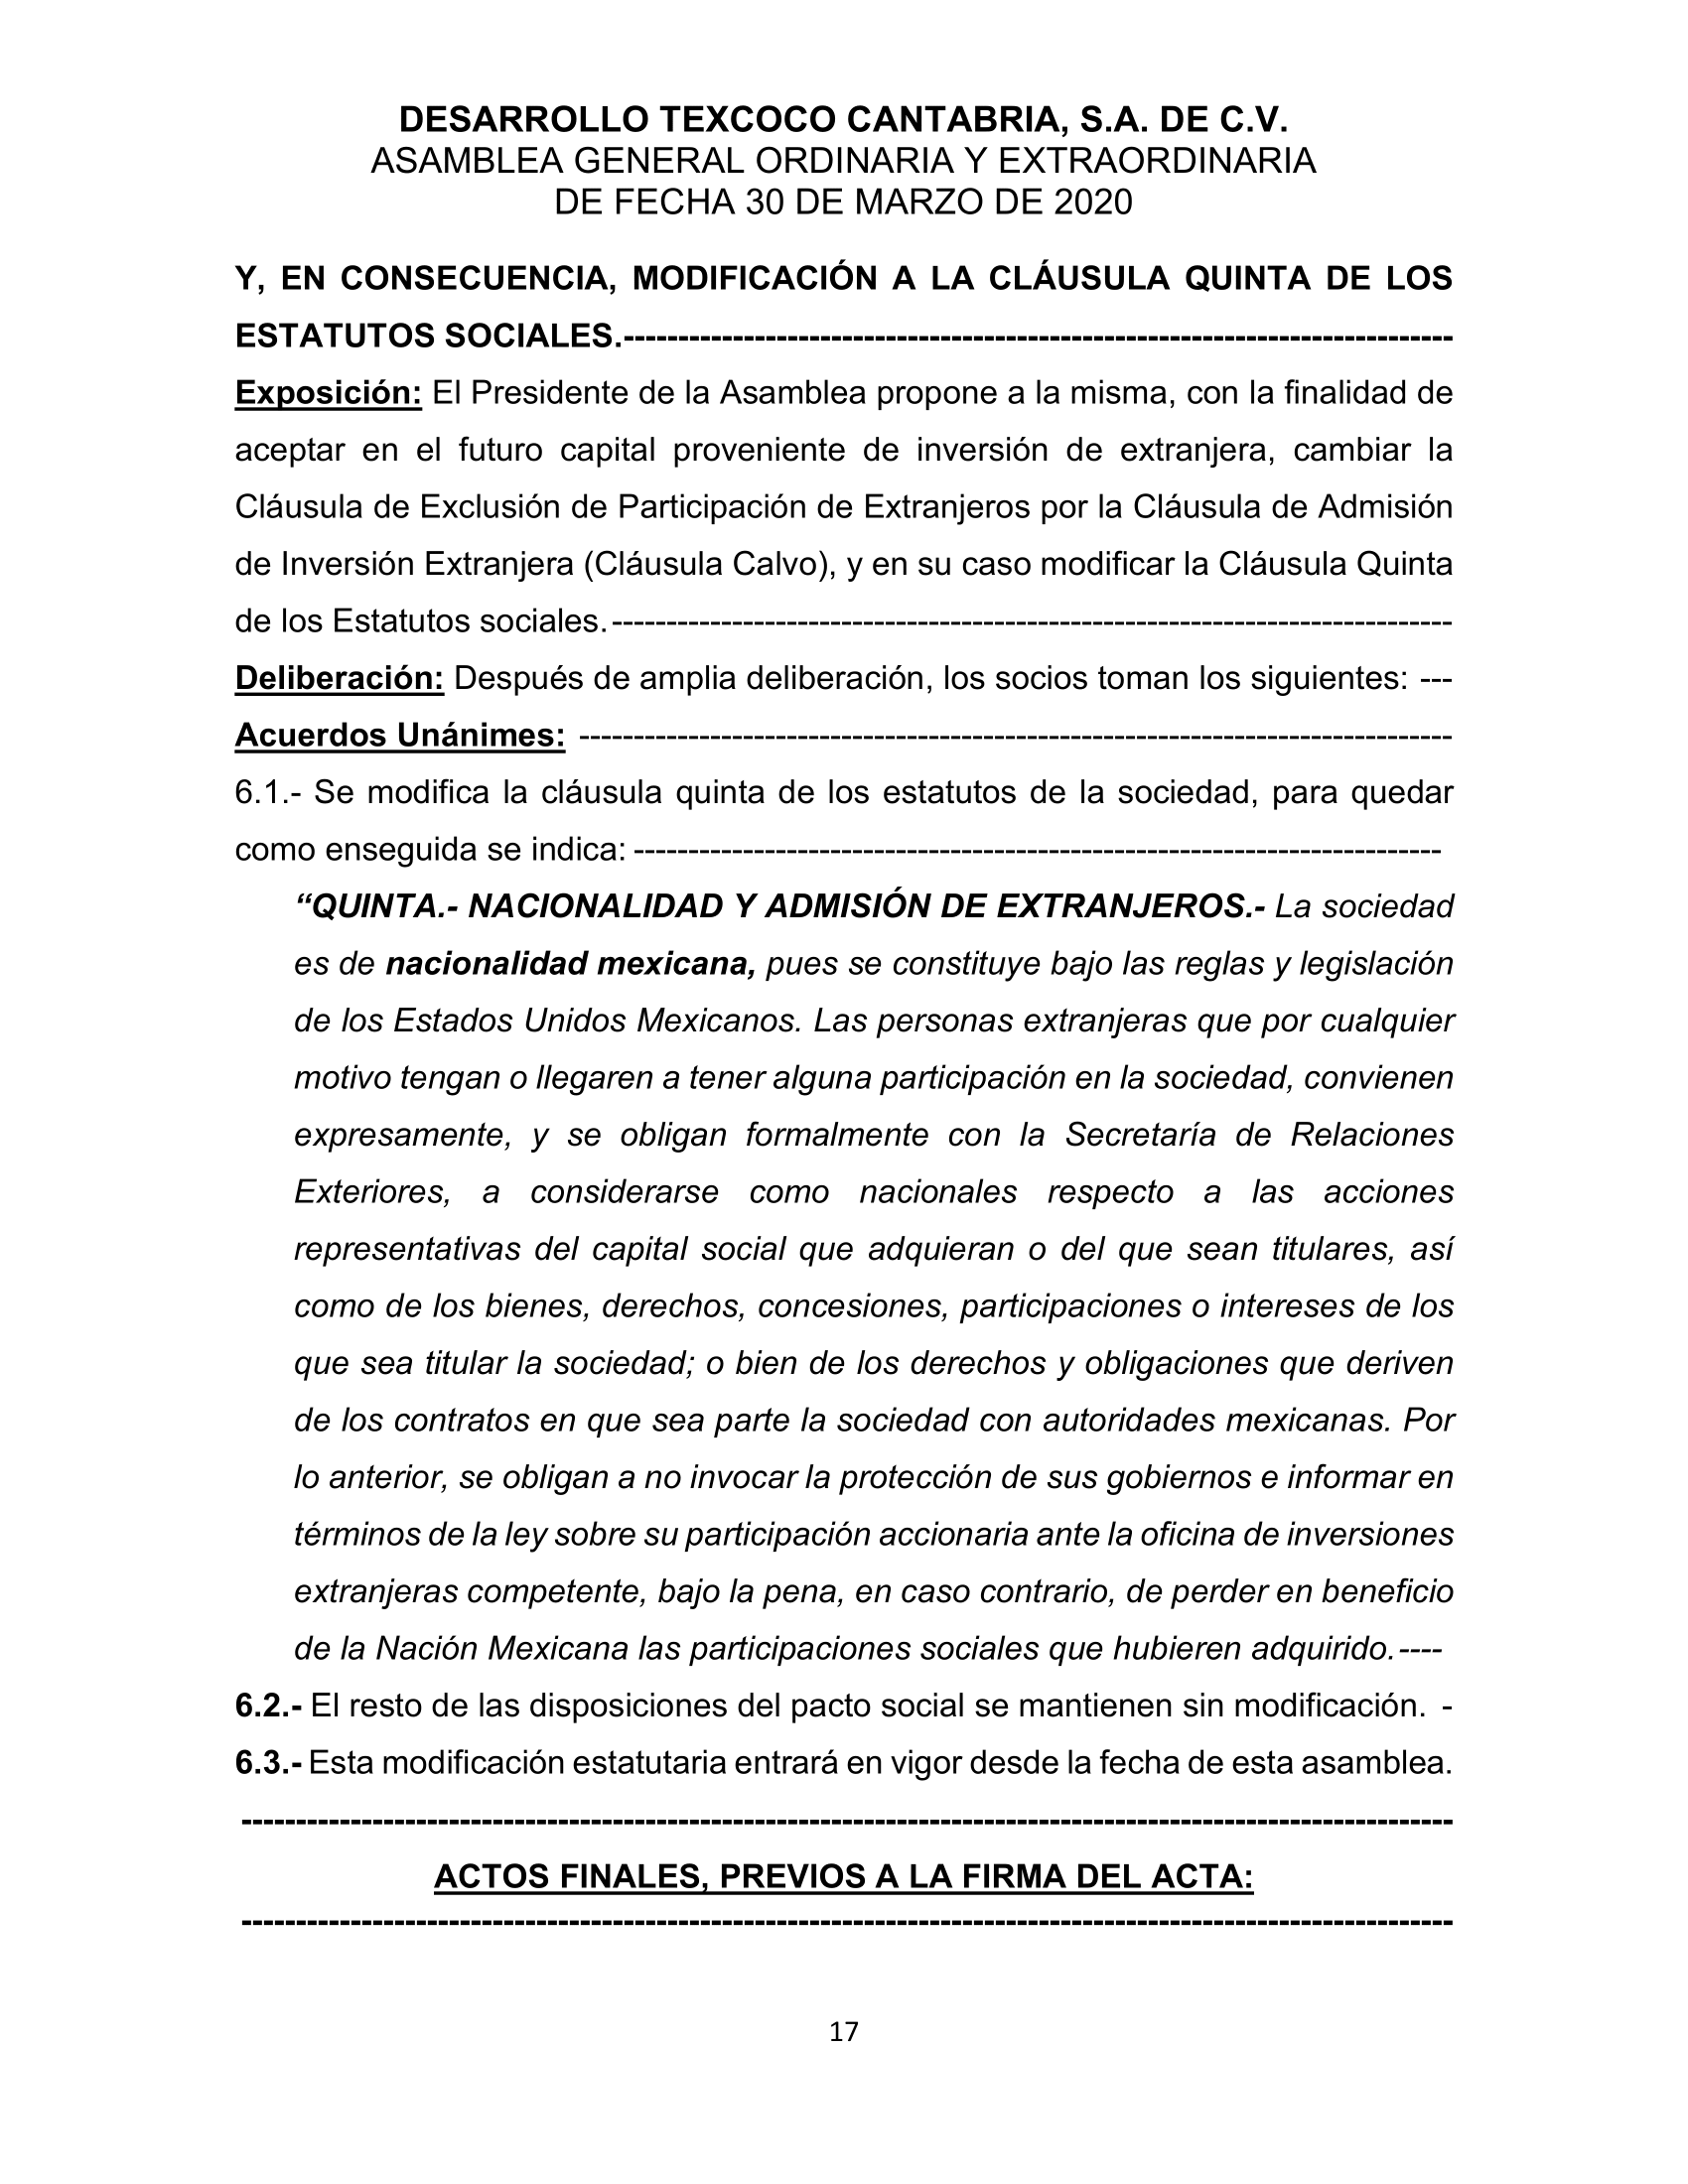 DESARROLLO TEXCOCO CANTABRIA, S.A. DE C.V.
ASAMBLEA GENERAL ORDINARIA Y EXTRAORDINARIA
DE FECHA 30 DE MARZO DE 2020
Y, EN CONSECUENCIA, MODIFICACIÓN A LA CLÁUSULA QUINTA DE LOS
ESTATUTOS SOCIALES.----------------------------------------------------------------------------
Exposición: El Presidente de la Asamblea propone a la misma, con la finalidad de
aceptar en el futuro capital proveniente de inversión de extranjera, cambiar la
Cláusula de Exclusión de Participación de Extranjeros por la Cláusula de Admisión
de Inversión Extranjera (Cláusula Calvo), y en su caso modificar la Cláusula Quinta
de los Estatutos sociales.-----------------------------------------------------------------------------
Deliberación: Después de amplia deliberación, los socios toman los siguientes: ---
Acuerdos Unánimes: --------------------------------------------------------------------------------
6.1.- Se modifica la cláusula quinta de los estatutos de la sociedad, para quedar
como enseguida se indica: --------------------------------------------------------------------------
“QUINTA.- NACIONALIDAD Y ADMISIÓN DE EXTRANJEROS.- La sociedad
es de nacionalidad mexicana, pues se constituye bajo las reglas y legislación
de los Estados Unidos Mexicanos. Las personas extranjeras que por cualquier
motivo tengan o llegaren a tener alguna participación en la sociedad, convienen
expresamente, y se obligan formalmente con la Secretaría de Relaciones
Exteriores, a considerarse como nacionales respecto a las acciones
representativas del capital social que adquieran o del que sean titulares, así
como de los bienes, derechos, concesiones, participaciones o intereses de los
que sea titular la sociedad; o bien de los derechos y obligaciones que deriven
de los contratos en que sea parte la sociedad con autoridades mexicanas. Por
lo anterior, se obligan a no invocar la protección de sus gobiernos e informar en
términos de la ley sobre su participación accionaria ante la oficina de inversiones
extranjeras competente, bajo la pena, en caso contrario, de perder en beneficio
de la Nación Mexicana las participaciones sociales que hubieren adquirido.----
6.2.- El resto de las disposiciones del pacto social se mantienen sin modificación. -
6.3.- Esta modificación estatutaria entrará en vigor desde la fecha de esta asamblea.
---------------------------------------------------------------------------------------------------------------
ACTOS FINALES, PREVIOS A LA FIRMA DEL ACTA:
---------------------------------------------------------------------------------------------------------------
17